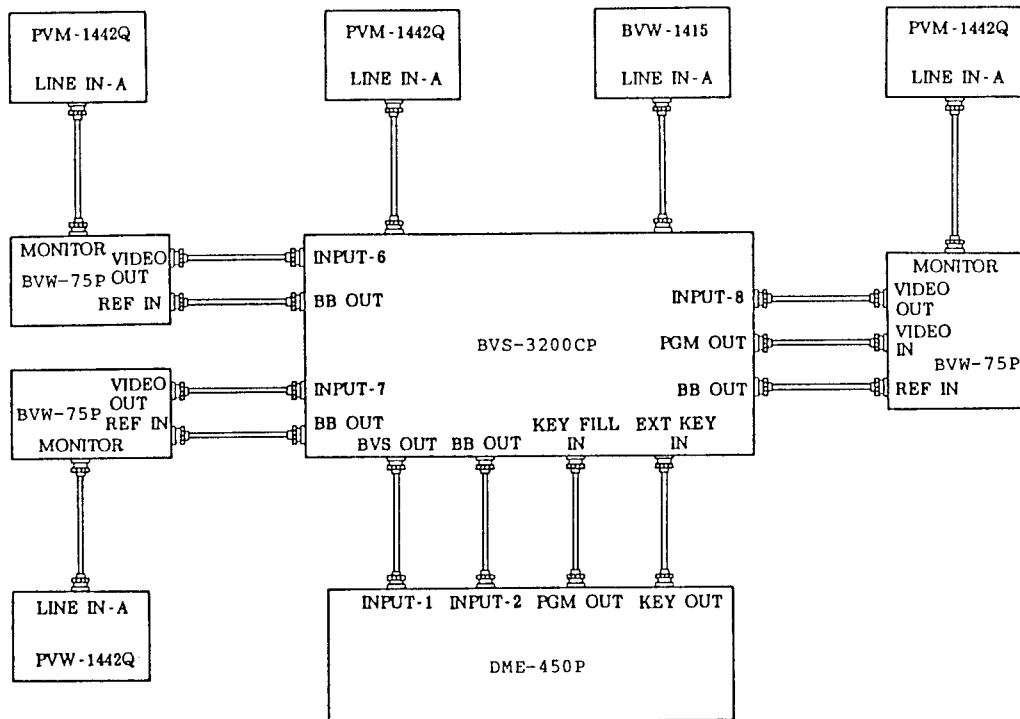 PVM-1442Q
LINE IN-A
PVM-1442Q
LINE IN-A
BVW-1415
LINE IN-A
PVM-1442Q
LINE IN-A
MONITOR
VIDEO
OUT
BVW-75P
REF IN
INPUT-6
BB OUT
BVS-3200CP
INPUT-8
PGM OUT
BB OUT
MONITOR
VIDEO
OUT
VIDEO
IN
BVW-75P
REF IN
VIDEO
OUT
BVW-75P
REF IN
MONITOR
INPUT-7
BB OUT
BVS OUT
BB OUT
KEY FILL
IN
EXT KEY
IN
LINE IN-A
PVW-1442Q
INPUT-1
INPUT-2
PGM OUT
KEY OUT
DME-450P